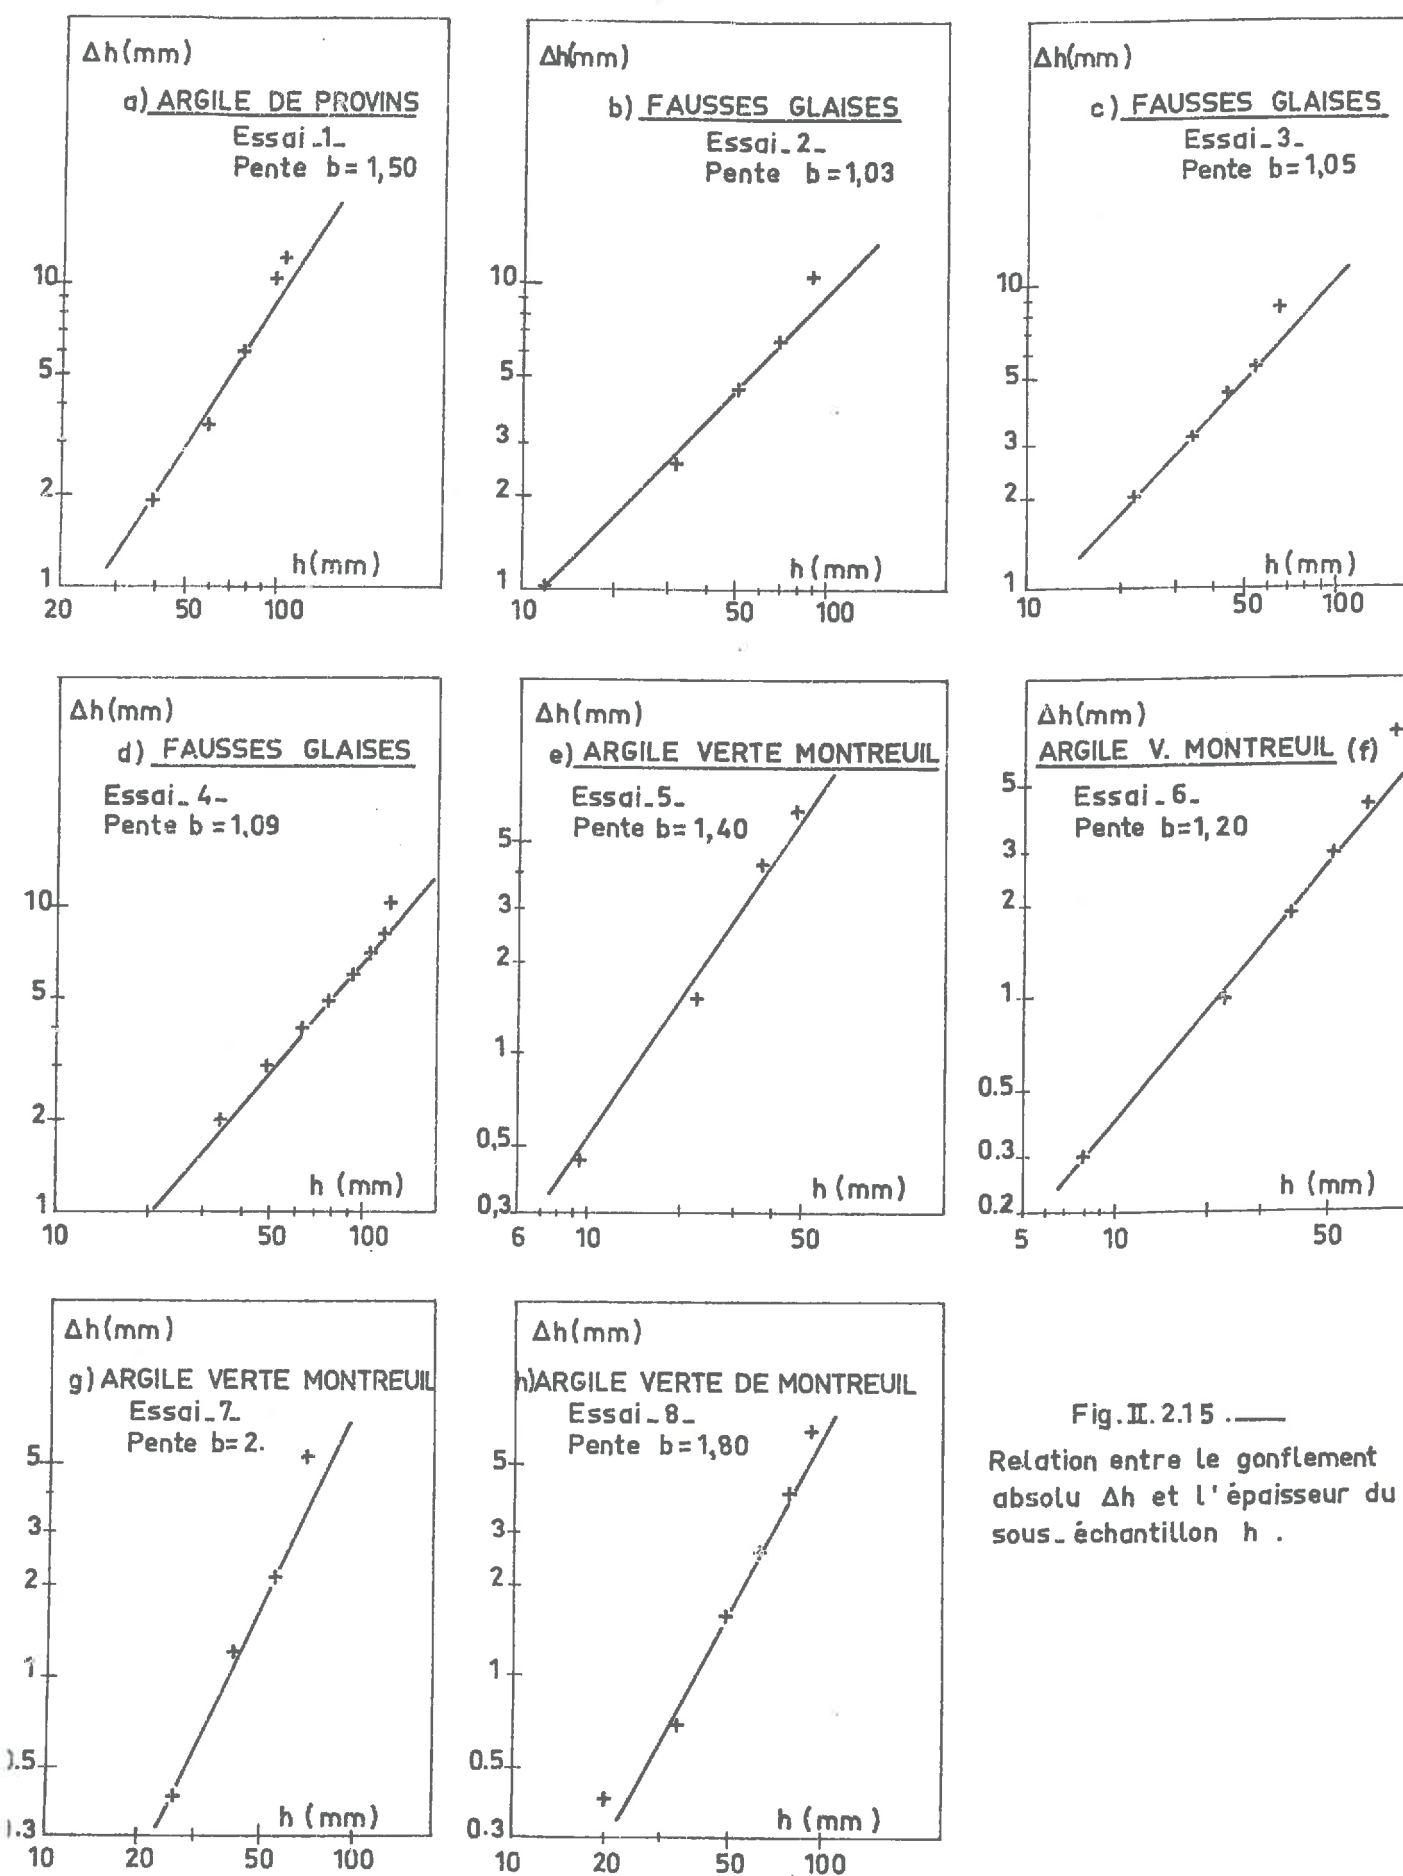 Δh(mm)
a) ARGILE DE PROVINS
Essai_1_
Pente b=1,50
10
5
2
1
h(mm)
20 50 100
Δh(mm)
b) FAUSSES GLAISES
Essai_2_
Pente b=1,03
10
5
3
2
1
h(mm)
10 50 100
Δh(mm)
c) FAUSSES GLAISES
Essai_3_
Pente b=1,05
10
5
3
2
1
h(mm)
10 50 100
Δh(mm)
d) FAUSSES GLAISES
Essai_4_
Pente b=1,09
10
5
2
1
h (mm)
10 50 100
Δh(mm)
e) ARGILE VERTE MONTREUIL
Essai_5_
Pente b=1,40
5
3
2
1
0,5
0,3
h(mm)
6 10 50
Δh(mm)
ARGILE V. MONTREUIL (f)
Essai_6_
Pente b=1,20
5
3
2
1
0.5
0.3
0.2
h (mm)
5 10 50
Δh(mm)
g) ARGILE VERTE MONTREUIL
Essai_7_
Pente b=2.
5
3
2
1
).5
).3
h (mm)
10 20 50 100
Δh(mm)
h) ARGILE VERTE DE MONTREUIL
Essai_8_
Pente b=1,80
5
3
2
1
0.5
0.3
h (mm)
10 20 50 100
Fig.II.2.15 .__
Relation entre le gonflement
absolu Δh et l'épaisseur du
sous_échantillon h .